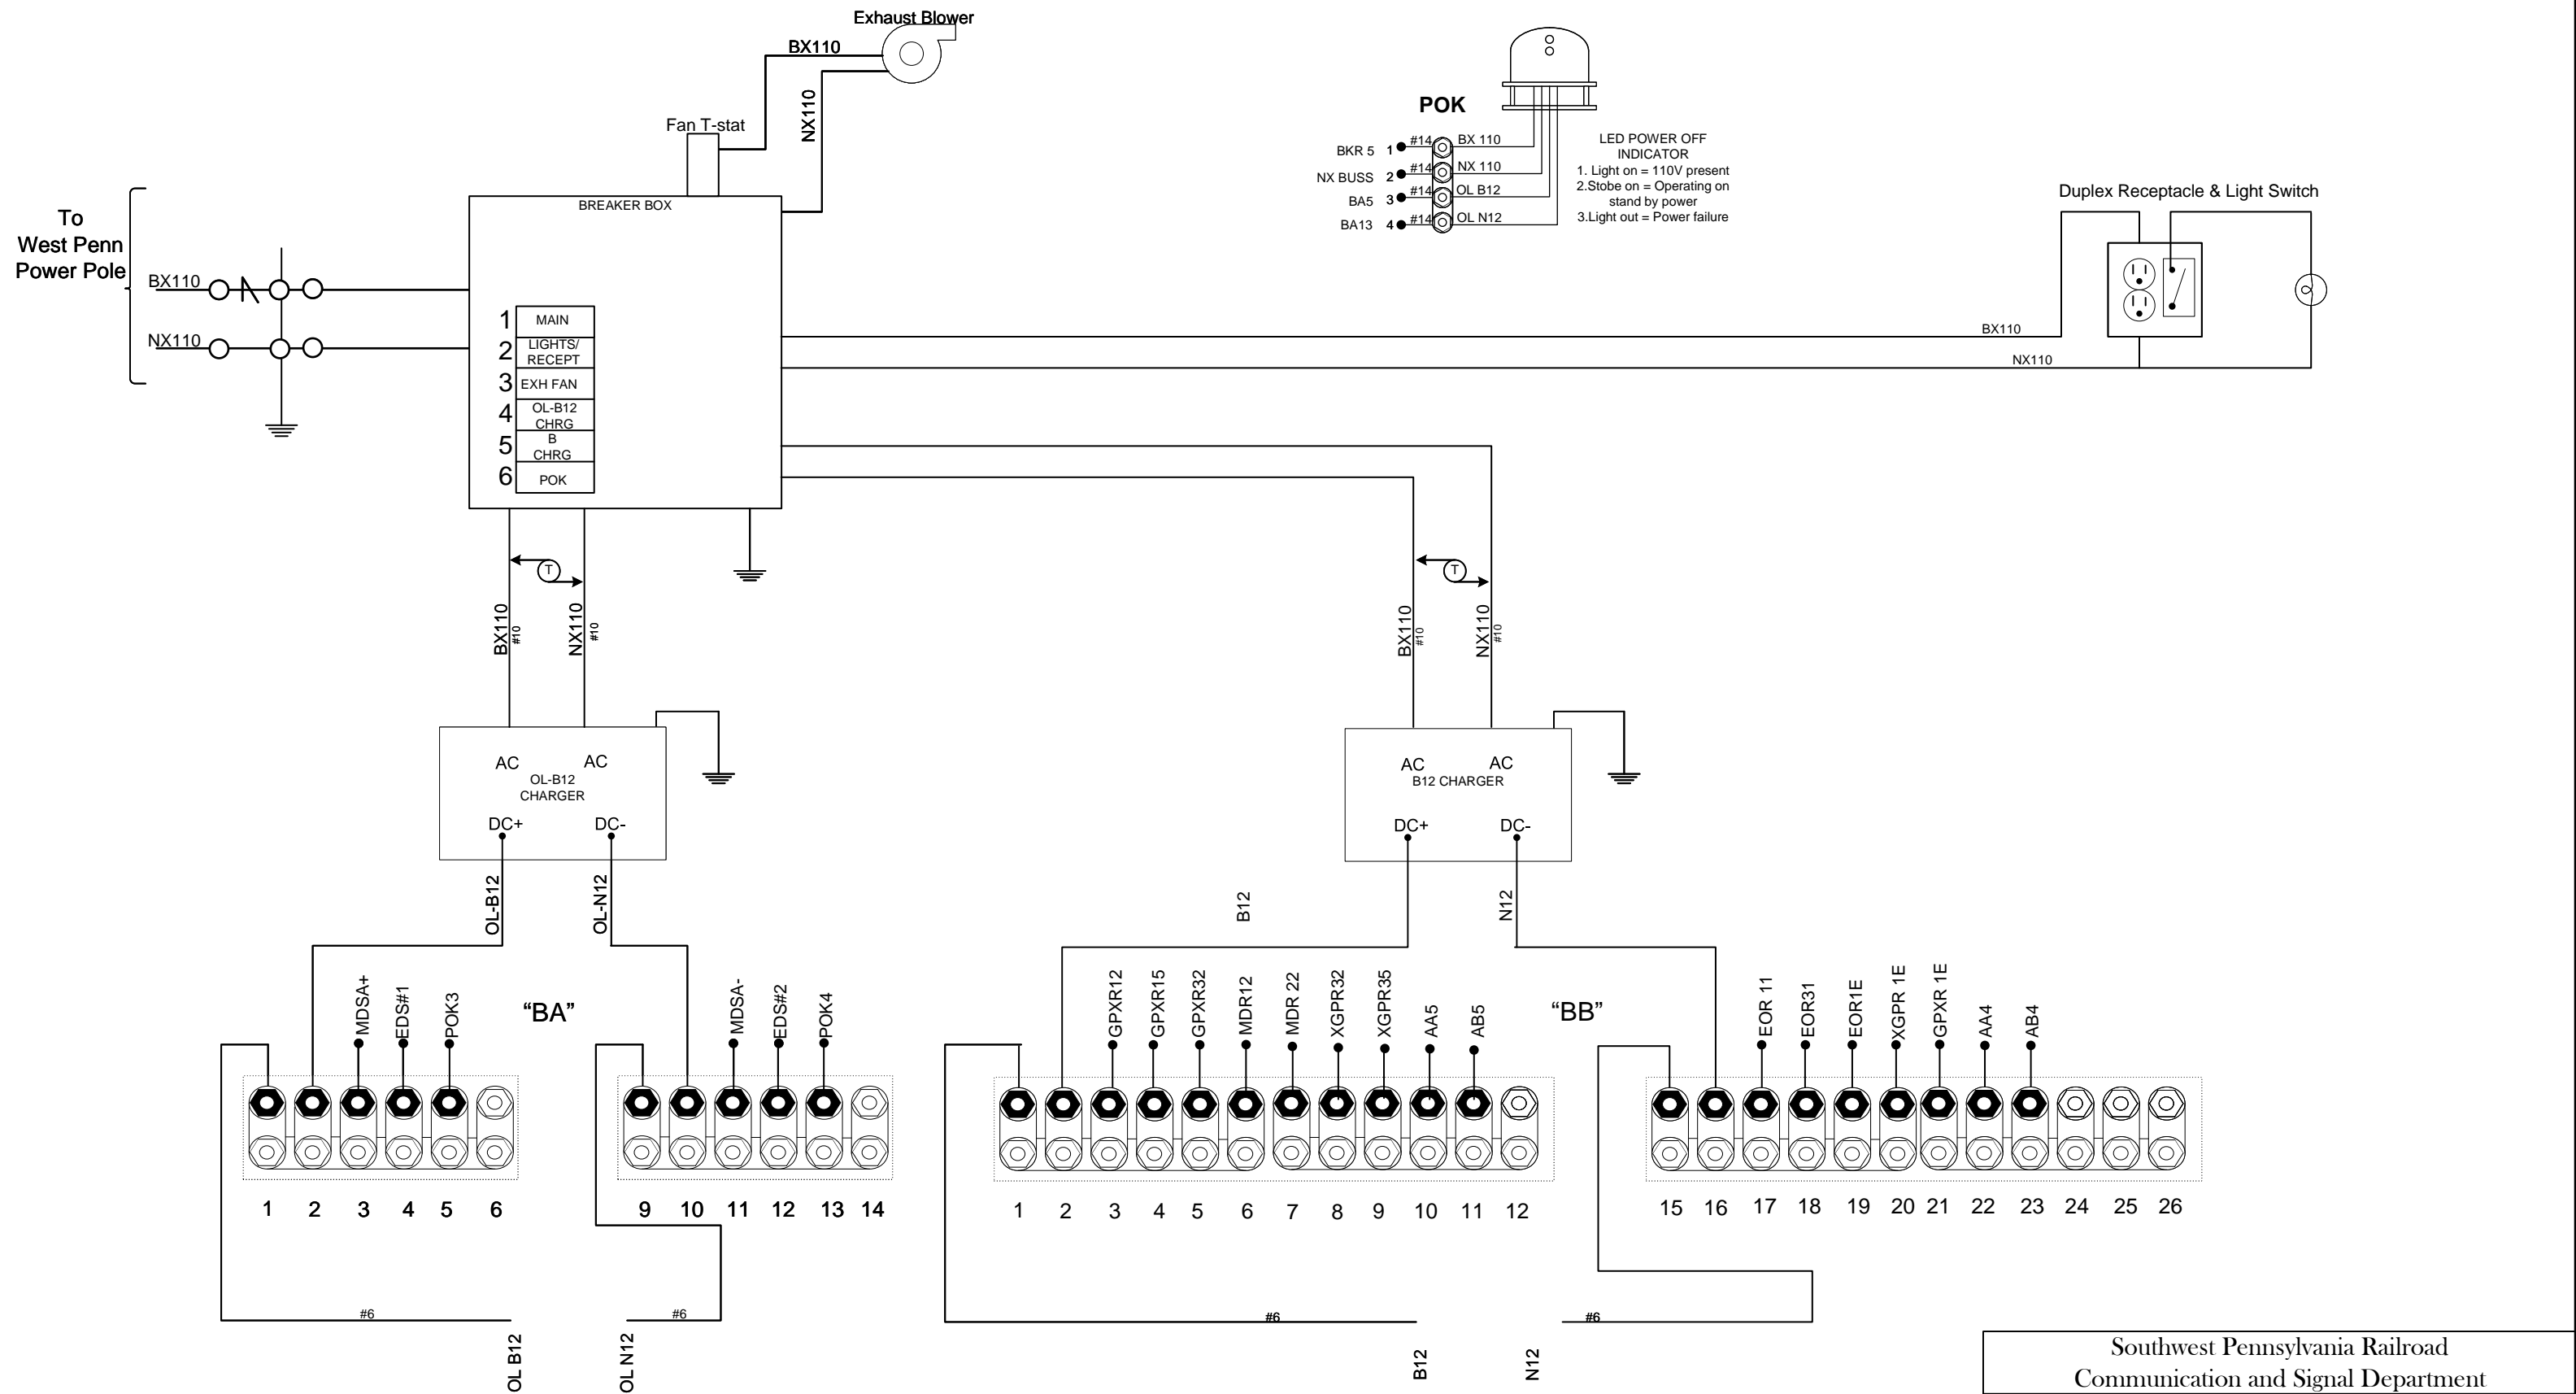 Exhaust Blower
BX110
NX110
Fan T-stat
BREAKER BOX
To
West Penn
Power Pole
BX110
NX110
1 MAIN
2 LIGHTS/
RECEPT
3 EXH FAN
4 OL-B12
CHRG
5 B
CHRG
6 POK
POK
BKR 5 1 #14 BX 110
NX BUSS 2 #14 NX 110
BA5 3 #14 OL B12
BA13 4 #14 OL N12
LED POWER OFF
INDICATOR
1. Light on = 110V present
2.Stobe on = Operating on
stand by power
3.Light out = Power failure
Duplex Receptacle & Light Switch
BX110
NX110
T
BX110
#10
NX110
#10
T
BX110
#10
NX110
#10
AC AC
OL-B12
CHARGER
DC+ DC-
AC AC
B12 CHARGER
DC+ DC-
OL-B12
OL-N12
B12
N12
MDSA+
EDS#1
POK3
"BA"
MDSA-
EDS#2
POK4
GPXR12
GPXR15
GPXR32
MDR12
MDR 22
XGPR32
XGPR35
AA5
AB5
"BB"
EOR 11
EOR31
EOR1E
XGPR 1E
GPXR 1E
AA4
AB4
1 2 3 4 5 6
9 10 11 12 13 14
1 2 3 4 5 6 7 8 9 10 11 12
15 16 17 18 19 20 21 22 23 24 25 26
#6
#6
#6
#6
OL B12
OL N12
B12
N12
Southwest Pennsylvania Railroad
Communication and Signal Department